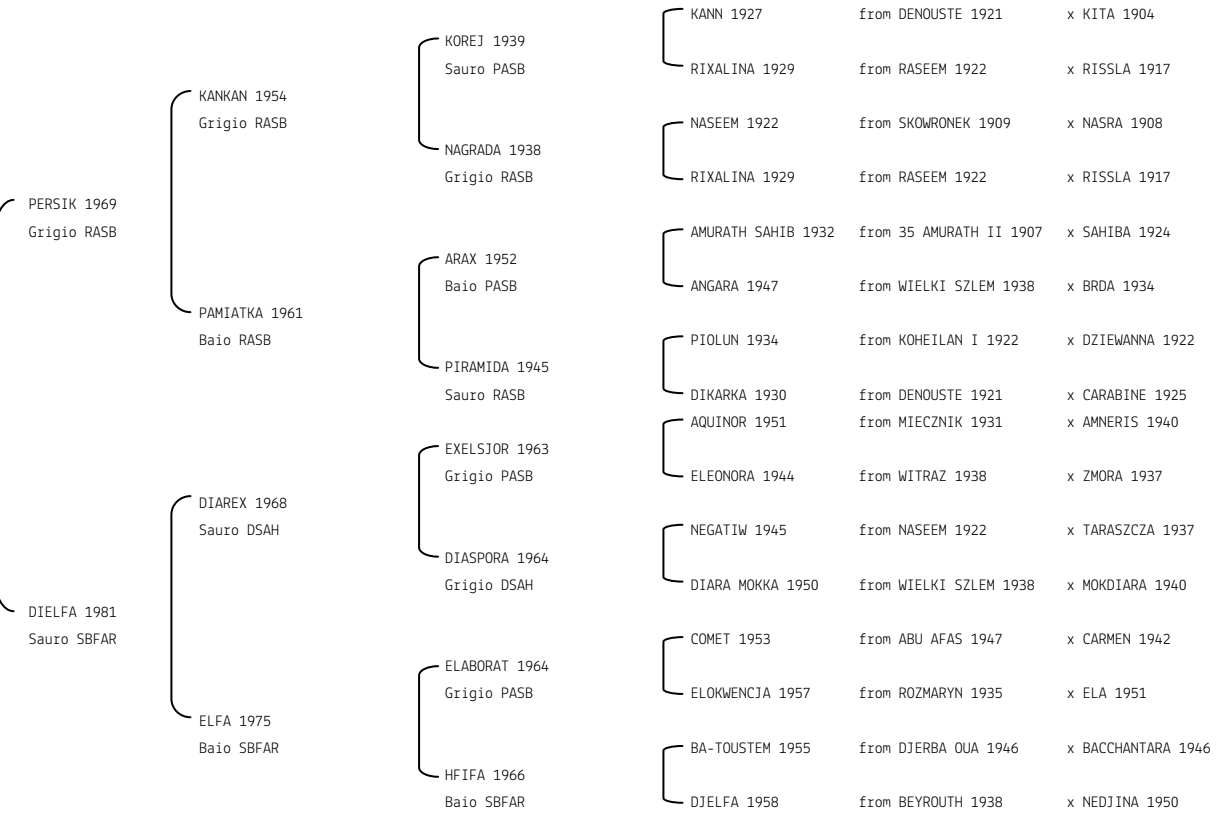 KANN 1927 from DENOUSTE 1921 x KITA 1904
KOREJ 1939
Sauro PASB RIXALINA 1929 from RASEEM 1922 x RISSLA 1917
KANKAN 1954
Grigio RASB NASEEM 1922 from SKOWRONEK 1909 x NASRA 1908
NAGRADA 1938
Grigio RASB RIXALINA 1929 from RASEEM 1922 x RISSLA 1917
PERSIK 1969
Grigio RASB AMURATH SAHIB 1932 from 35 AMURATH II 1907 x SAHIBA 1924
ARAX 1952
Baio PASB ANGARA 1947 from WIELKI SZLEM 1938 x BRDA 1934
PAMIATKA 1961
Baio RASB PIOLUN 1934 from KOHEILAN I 1922 x DZIEWANNA 1922
PIRAMIDA 1945
Sauro RASB DIKARKA 1930 from DENOUSTE 1921 x CARABINE 1925
AQUINOR 1951 from MIECZNIK 1931 x AMNERIS 1940
EXELSJOR 1963
Grigio PASB ELEONORA 1944 from WITRAZ 1938 x ZMORA 1937
DIAREX 1968
Sauro DSAH NEGATIW 1945 from NASEEM 1922 x TARASZCZA 1937
DIASPORA 1964
Grigio DSAH DIARA MOKKA 1950 from WIELKI SZLEM 1938 x MOKDIARA 1940
DIELFA 1981
Sauro SBFAR COMET 1953 from ABU AFAS 1947 x CARMEN 1942
ELABORAT 1964
Grigio PASB ELOKWENCJA 1957 from ROZMARYN 1935 x ELA 1951
ELFA 1975
Baio SBFAR BA-TOUSTEM 1955 from DJERBA OUA 1946 x BACCHANTARA 1946
HFIFA 1966
Baio SBFAR DJELFA 1958 from BEYROUTH 1938 x NEDJINA 1950